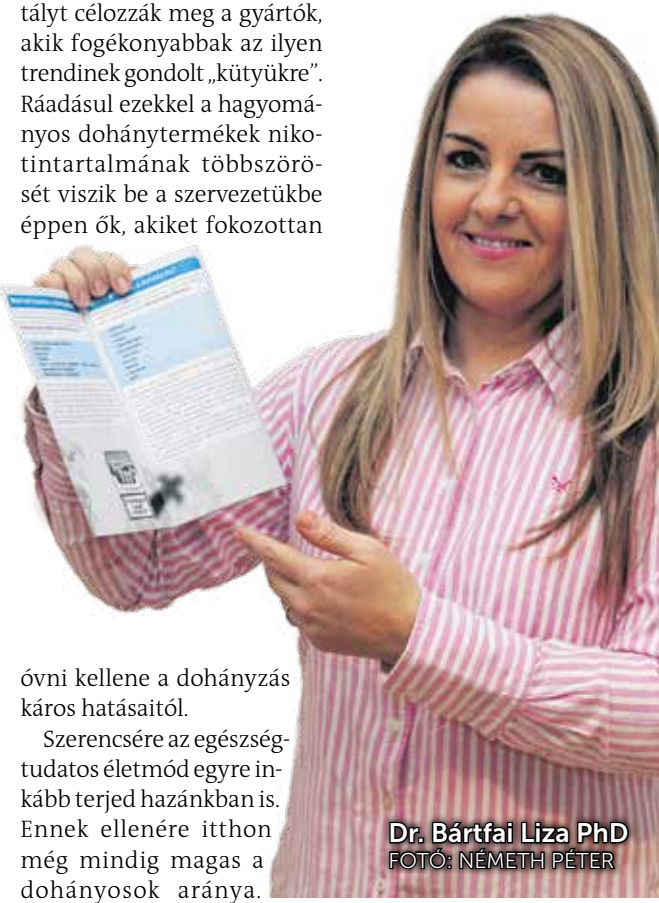 tályt célozzák meg a gyártók,
akik fogékonyabbak az ilyen
trendinek gondolt „kütyükre”.
Ráadásul ezekkel a hagyomá-
nyos dohánytermékek niko-
tintartalmának többszörö-
sét viszik be a szervezetükbe
éppen ők, akiket fokozottan
óvni kellene a dohányzás
káros hatásaitól.
Szerencsére az egészség-
tudatos életmód egyre in-
kább terjed hazánkban is.
Ennek ellenére itthon
még mindig magas a
dohányosok aránya.
Dr. Bártfai Liza PhD
FOTÓ: NÉMETH PÉTER